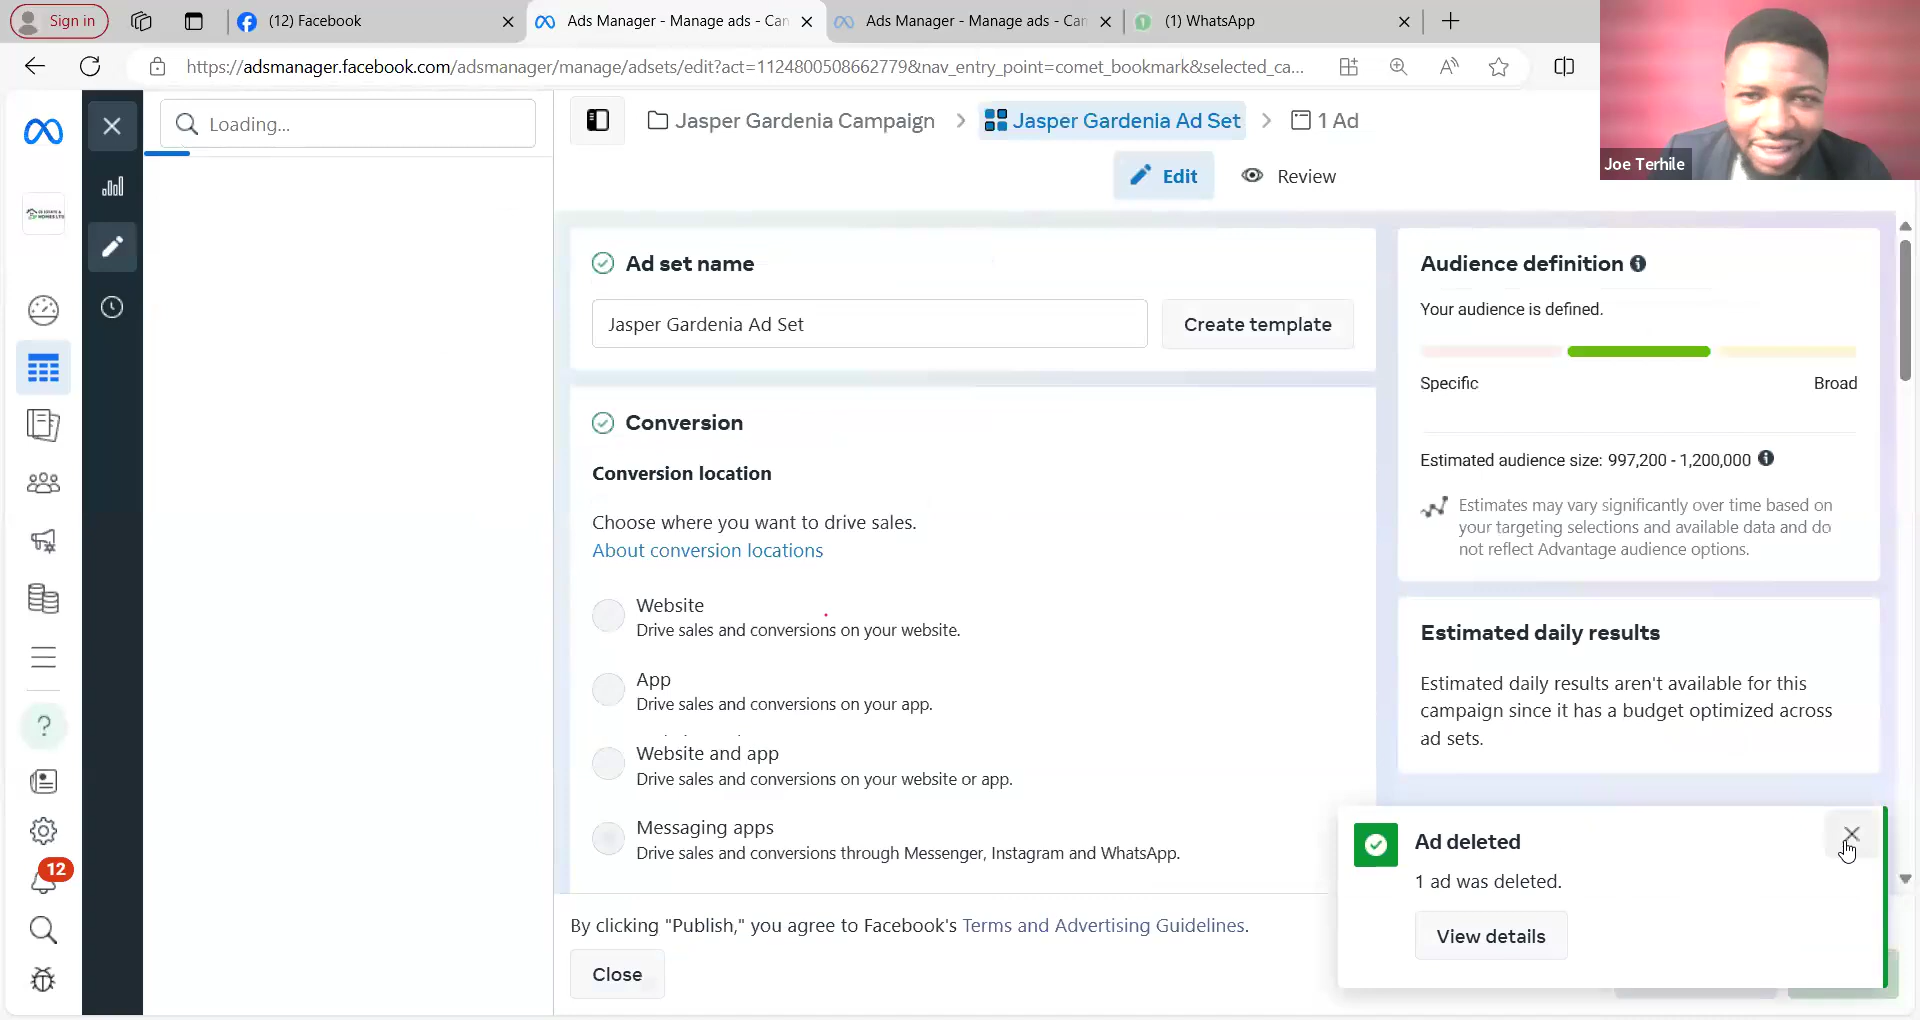 Sign in
(12) Facebook
Ads Manager - Manage ads - Can
Ads Manager - Manage ads - Can
(1) WhatsApp
https://adsmanager.facebook.com/adsmanager/manage/adsets/edit?act=1124800508662779&nav_entry_point=comet_bookmark&selected_ca...
Joe Terhile
Loading...
Jasper Gardenia Campaign
Jasper Gardenia Ad Set
1 Ad
Edit
Review
Ad set name
Jasper Gardenia Ad Set
Create template
Conversion
Conversion location
Choose where you want to drive sales.
About conversion locations
Website
Drive sales and conversions on your website.
App
Drive sales and conversions on your app.
Website and app
Drive sales and conversions on your website or app.
Messaging apps
Drive sales and conversions through Messenger, Instagram and WhatsApp.
Audience definition
Your audience is defined.
Specific
Broad
Estimated audience size: 997,200 - 1,200,000
Estimates may vary significantly over time based on
your targeting selections and available data and do
not reflect Advantage audience options.
Estimated daily results
Estimated daily results aren't available for this
campaign since it has a budget optimized across
ad sets.
Ad deleted
1 ad was deleted.
View details
By clicking "Publish," you agree to Facebook's Terms and Advertising Guidelines.
Close
12